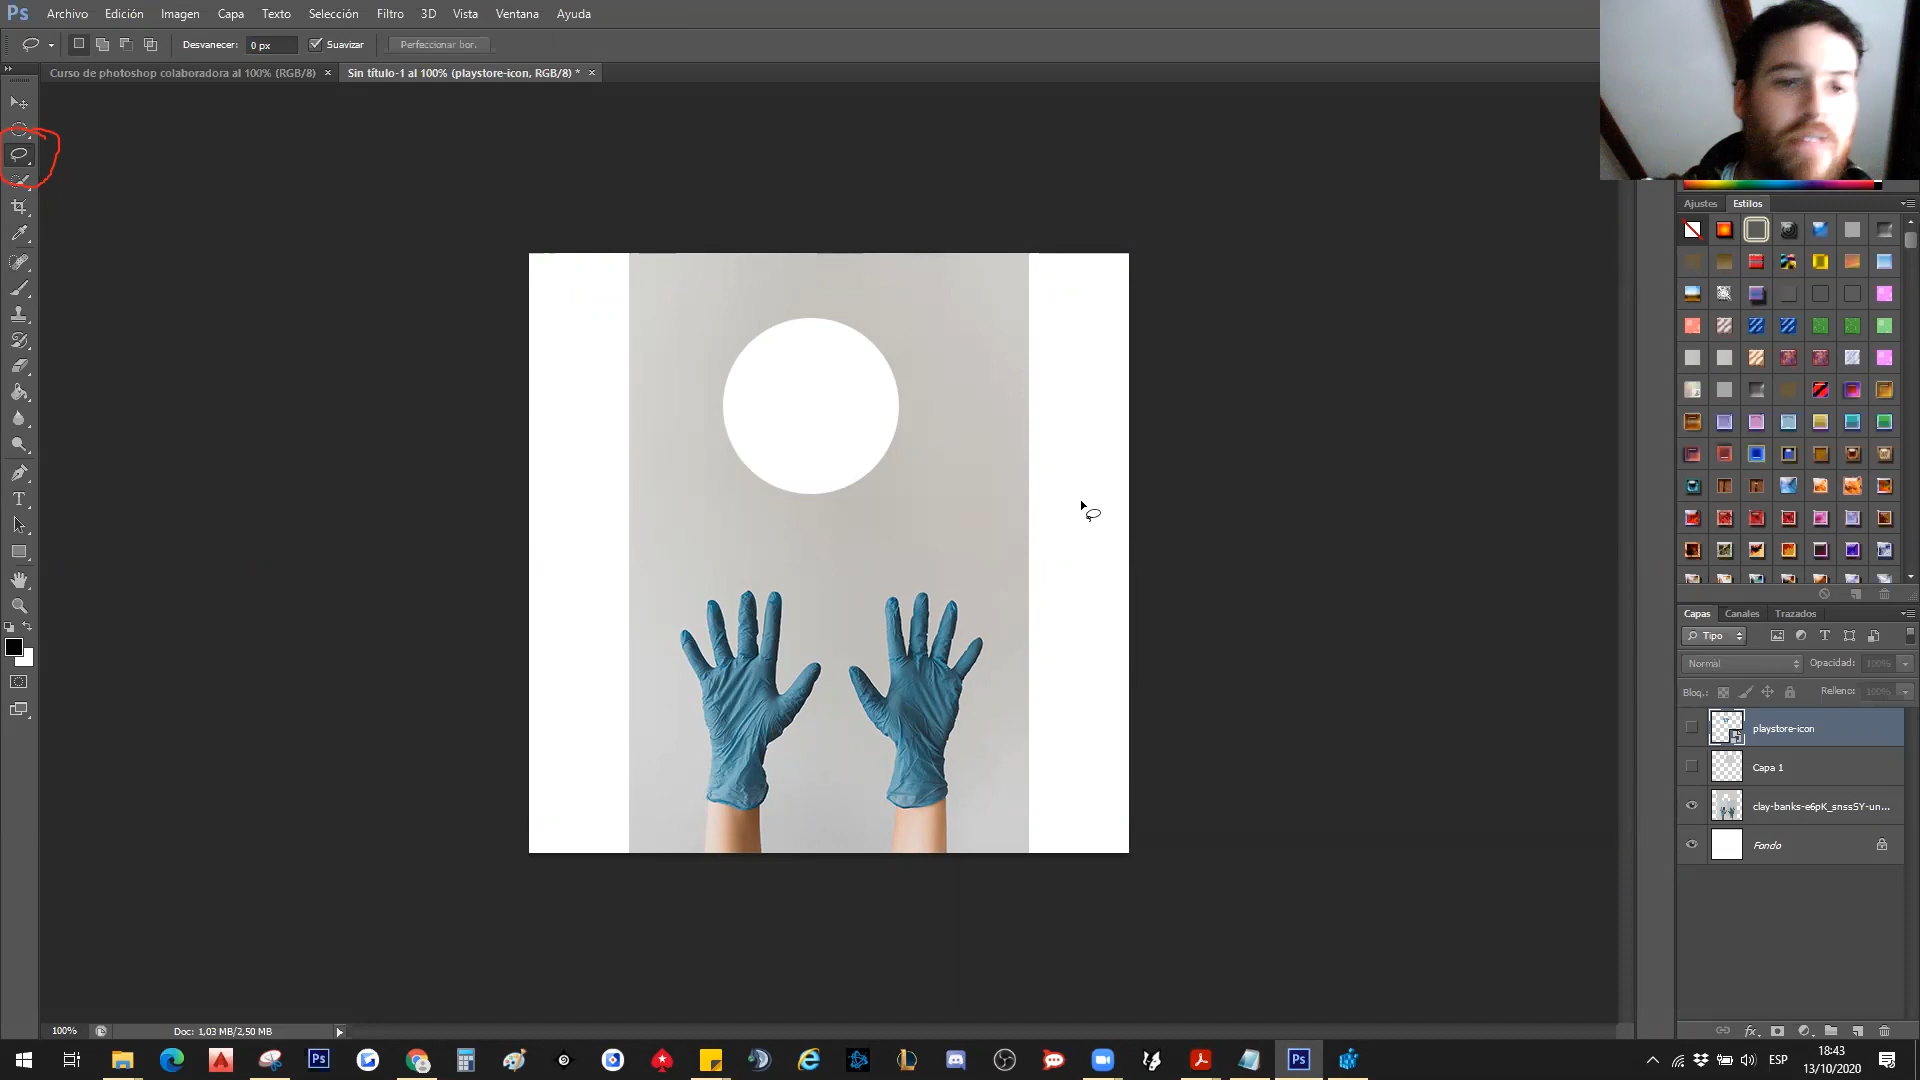 Ps Archivo Edición Imagen Capa Texto Selección Filtro 3D Vista Ventana Ayuda
Desvanecer: 0 px Suavizar Perfeccionar bor.
Curso de photoshop colaboradora al 100% (RGB/8) × Sin título-1 al 100% (playstore-icon, RGB/8) * ×
Ajustes Estilos
Capas Canales Trazados
Tipo
Normal Opacidad: 100%
Bloq.: Relleno: 100%
playstore-icon
Capa 1
clay-banks-e6pK_snssSY-un...
Fondo
100% Doc: 1,03 MB/2,50 MB
ESP
18:43
13/10/2020